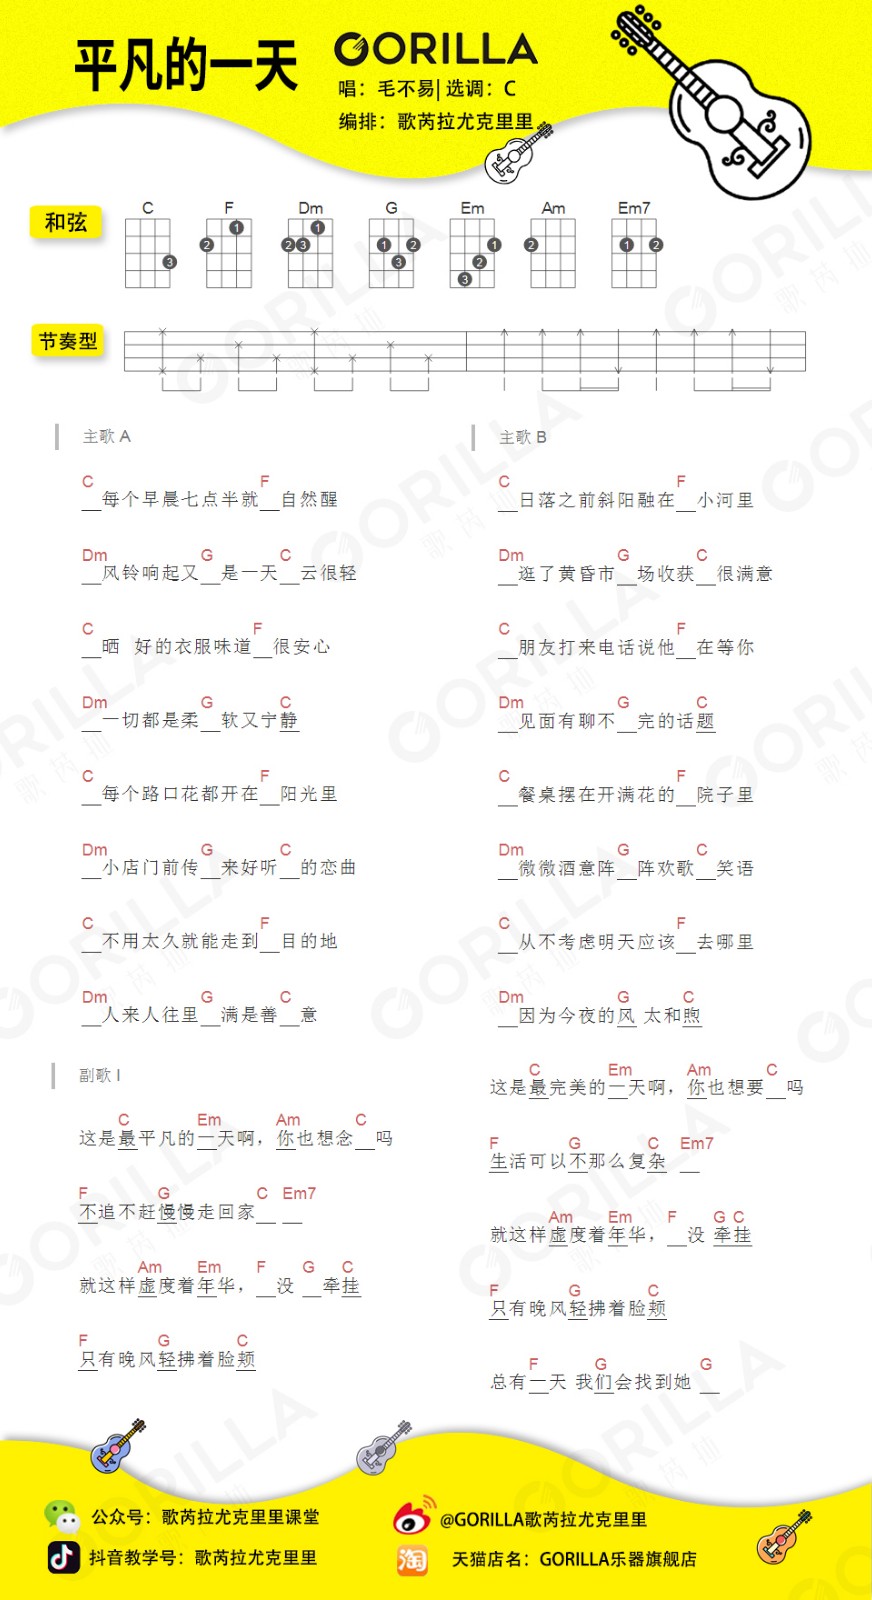 平凡的一天
GORILLA
唱：毛不易| 选调：C
编排：歌芮拉尤克里里
和弦
C F Dm G Em Am Em7
节奏型
主歌 A
C F
__每个早晨七点半就__自然醒
Dm G C
__风铃响起又__是一天__云很轻
C F
__晒 好的衣服味道__很安心
Dm G C
__一切都是柔__软又宁静
C F
__每个路口花都开在__阳光里
Dm G C
__小店门前传__来好听__的恋曲
C F
__不用太久就能走到__目的地
Dm G C
__人来人往里__满是善__意
副歌 I
C Em Am C
这是最平凡的一天啊，你也想念__吗
F G C Em7
不追不赶慢慢走回家__ __
Am Em F G C
就这样虚度着年华，__没 __牵挂
F G C
只有晚风轻拂着脸颊
主歌 B
C F
__日落之前斜阳融在__小河里
Dm G C
__逛了黄昏市__场收获__很满意
C F
__朋友打来电话说他__在等你
Dm G C
__见面有聊不__完的话题
C F
__餐桌摆在开满花的__院子里
Dm G C
__微微酒意阵__阵欢歌__笑语
C F
__从不考虑明天应该__去哪里
Dm G C
__因为今夜的风 太和煦
C Em Am C
这是最完美的一天啊，你也想要__吗
F G C Em7
生活可以不那么复杂 __
Am Em F G C
就这样虚度着年华，__没 牵挂
F G C
只有晚风轻拂着脸颊
F G G
总有一天 我们会找到她 __
公众号：歌芮拉尤克里里课堂
抖音教学号：歌芮拉尤克里里
@GORILLA歌芮拉尤克里里
淘
天猫店名：GORILLA乐器旗舰店